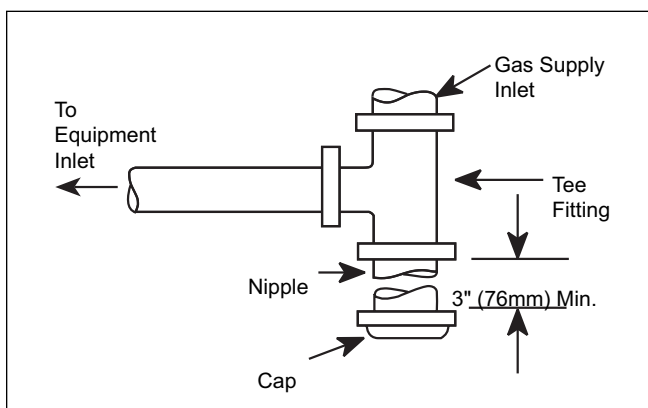 Gas Supply
Inlet
To
Equipment
Inlet
Tee
Fitting
Nipple
3" (76mm) Min.
Cap